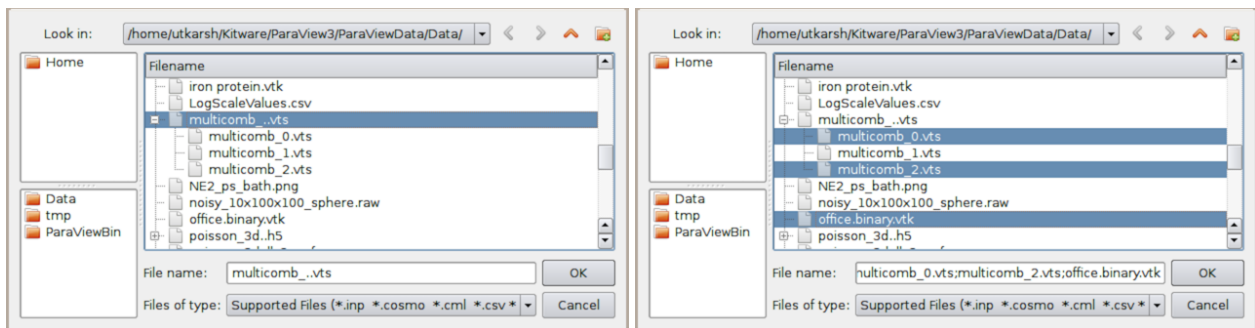 Look in: /home/utkarsh/Kitware/ParaView3/ParaViewData/Data/
Home
Filename
iron protein.vtk
LogScaleValues.csv
multicomb_..vts
multicomb_0.vts
multicomb_1.vts
multicomb_2.vts
NE2_ps_bath.png
noisy_10x100x100_sphere.raw
office.binary.vtk
poisson_3d..h5
Data
tmp
ParaViewBin
File name: multicomb_..vts OK
Files of type: Supported Files (*.inp *.cosmo *.cml *.csv * Cancel
Look in: /home/utkarsh/Kitware/ParaView3/ParaViewData/Data/
Home
Filename
iron protein.vtk
LogScaleValues.csv
multicomb_..vts
multicomb_0.vts
multicomb_1.vts
multicomb_2.vts
NE2_ps_bath.png
noisy_10x100x100_sphere.raw
office.binary.vtk
poisson_3d..h5
Data
tmp
ParaViewBin
File name: multicomb_0.vts;multicomb_2.vts;office.binary.vtk OK
Files of type: Supported Files (*.inp *.cosmo *.cml *.csv * Cancel